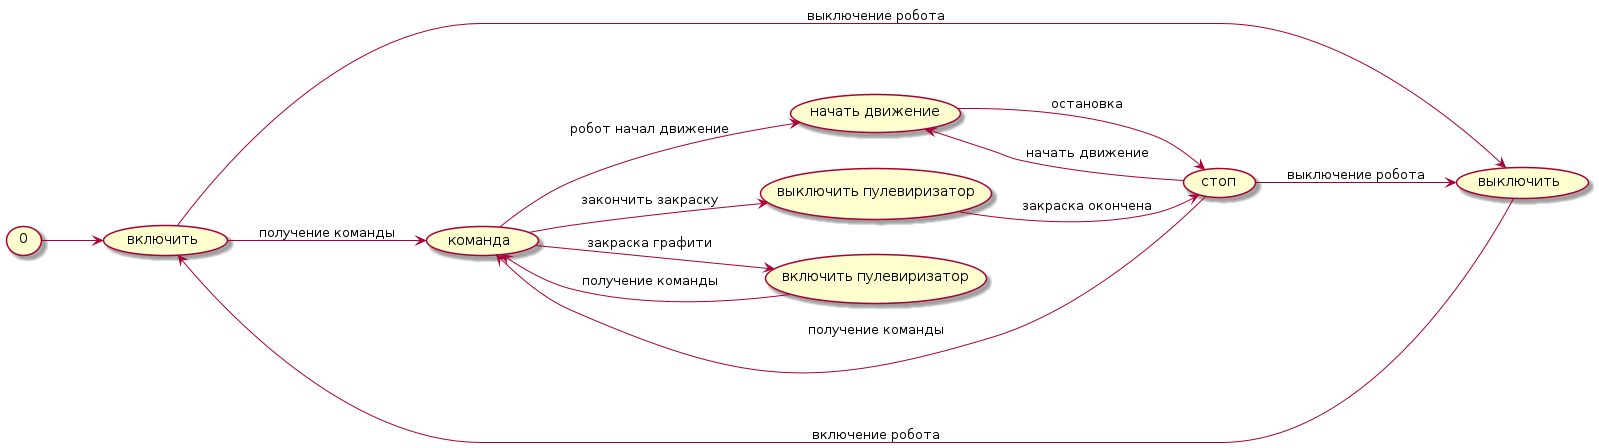 выключение робота
начать движение
остановка
робот начал движение
начать движение
выключить пулевиризатор
стоп
выключение робота
выключить
закончить закраску
закраска окончена
0
включить
получение команды
команда
закраска графити
включить пулевиризатор
получение команды
получение команды
включение робота